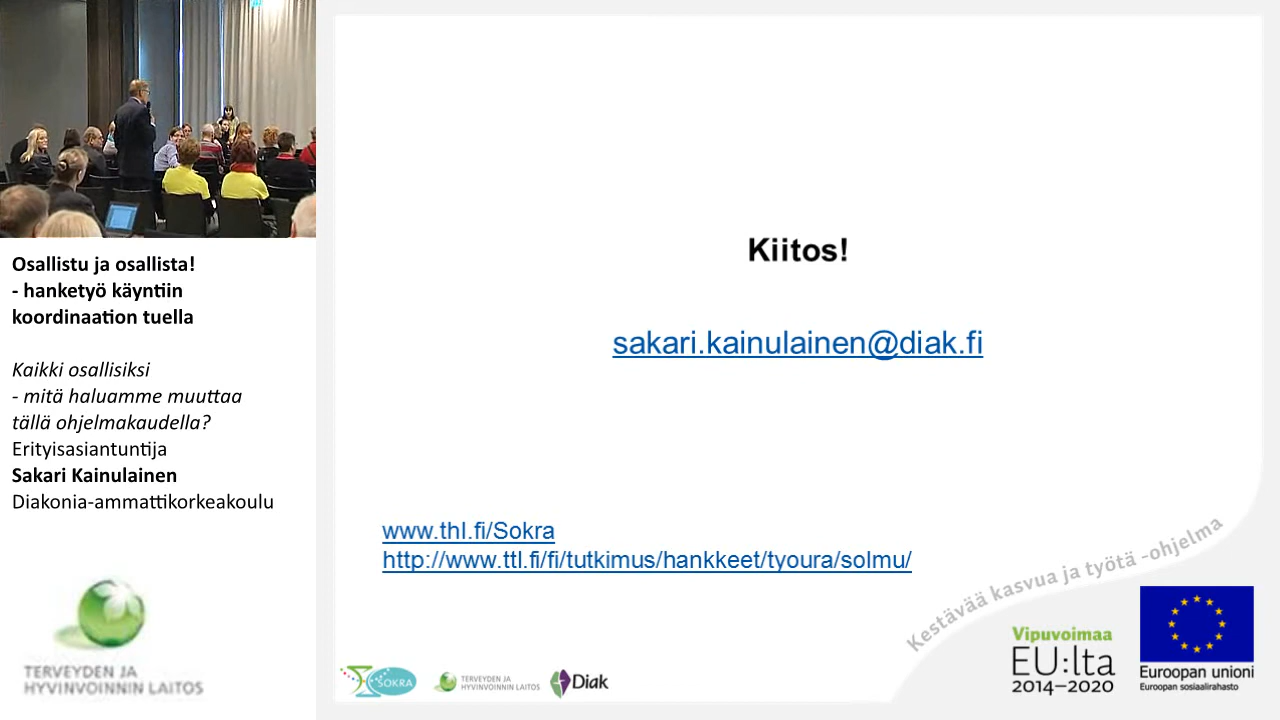 Osallistu ja osallista!
- hanketyö käyntiin
koordinaation tuella
Kaikki osallisiksi
- mitä haluamme muuttaa
tällä ohjelmakaudella?
Erityisasiantuntija
Sakari Kainulainen
Diakonia-ammattikorkeakoulu
TERVEYDEN JA
HYVINVOINNIN LAITOS
Kiitos!
sakari.kainulainen@diak.fi
www.thl.fi/Sokra
http://www.ttl.fi/fi/tutkimus/hankkeet/tyoura/solmu/
Kestävää kasvua ja työtä -ohjelma
SOKRA
TERVEYDEN JA
HYVINVOINNIN LAITOS
Diak
Vipuvoimaa
EU:lta
2014–2020
Euroopan unioni
Euroopan sosiaalirahasto